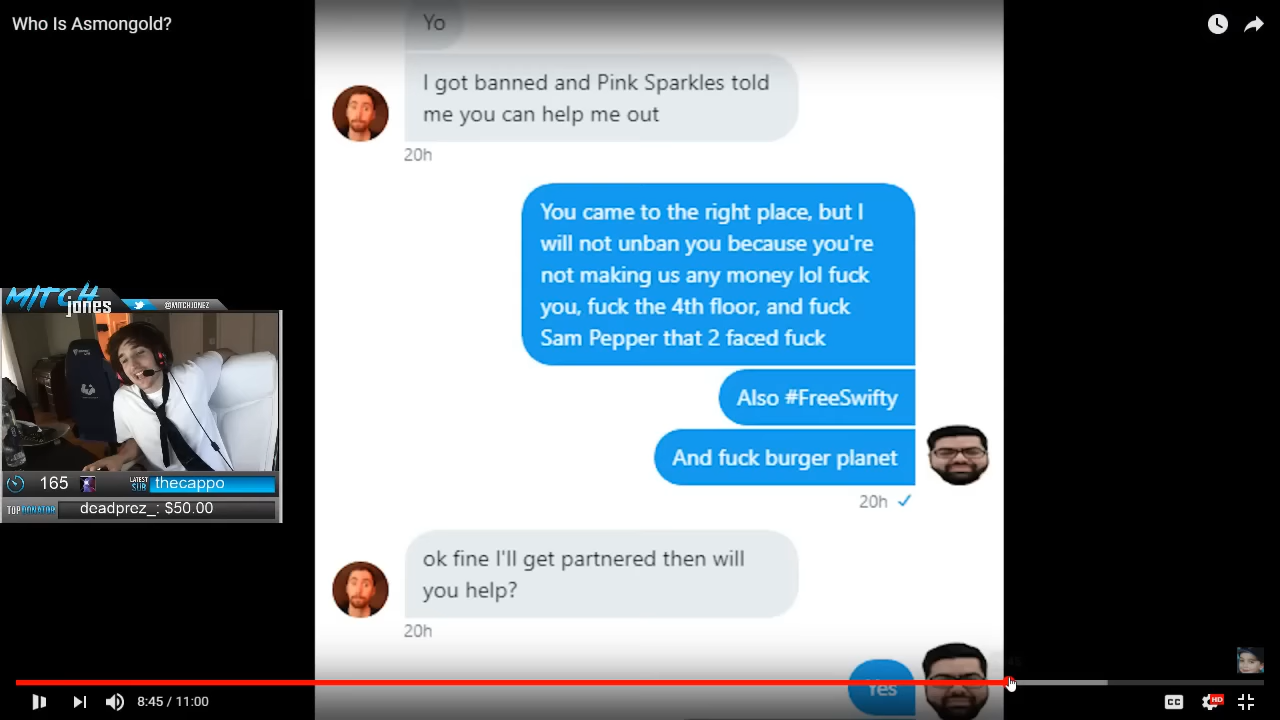 Who Is Asmongold?
Yo
I got banned and Pink Sparkles told
me you can help me out
20h
You came to the right place, but I
will not unban you because you're
not making us any money lol fuck
you, fuck the 4th floor, and fuck
Sam Pepper that 2 faced fuck
Also #FreeSwifty
And fuck burger planet
20h
MITCH
jones
@MITCHJONEZ
165
LATEST
SUB
thecappo
TOP DONATOR
deadprez_: $50.00
ok fine I'll get partnered then will
you help?
20h
Yes
8:45 / 11:00
CC
HD